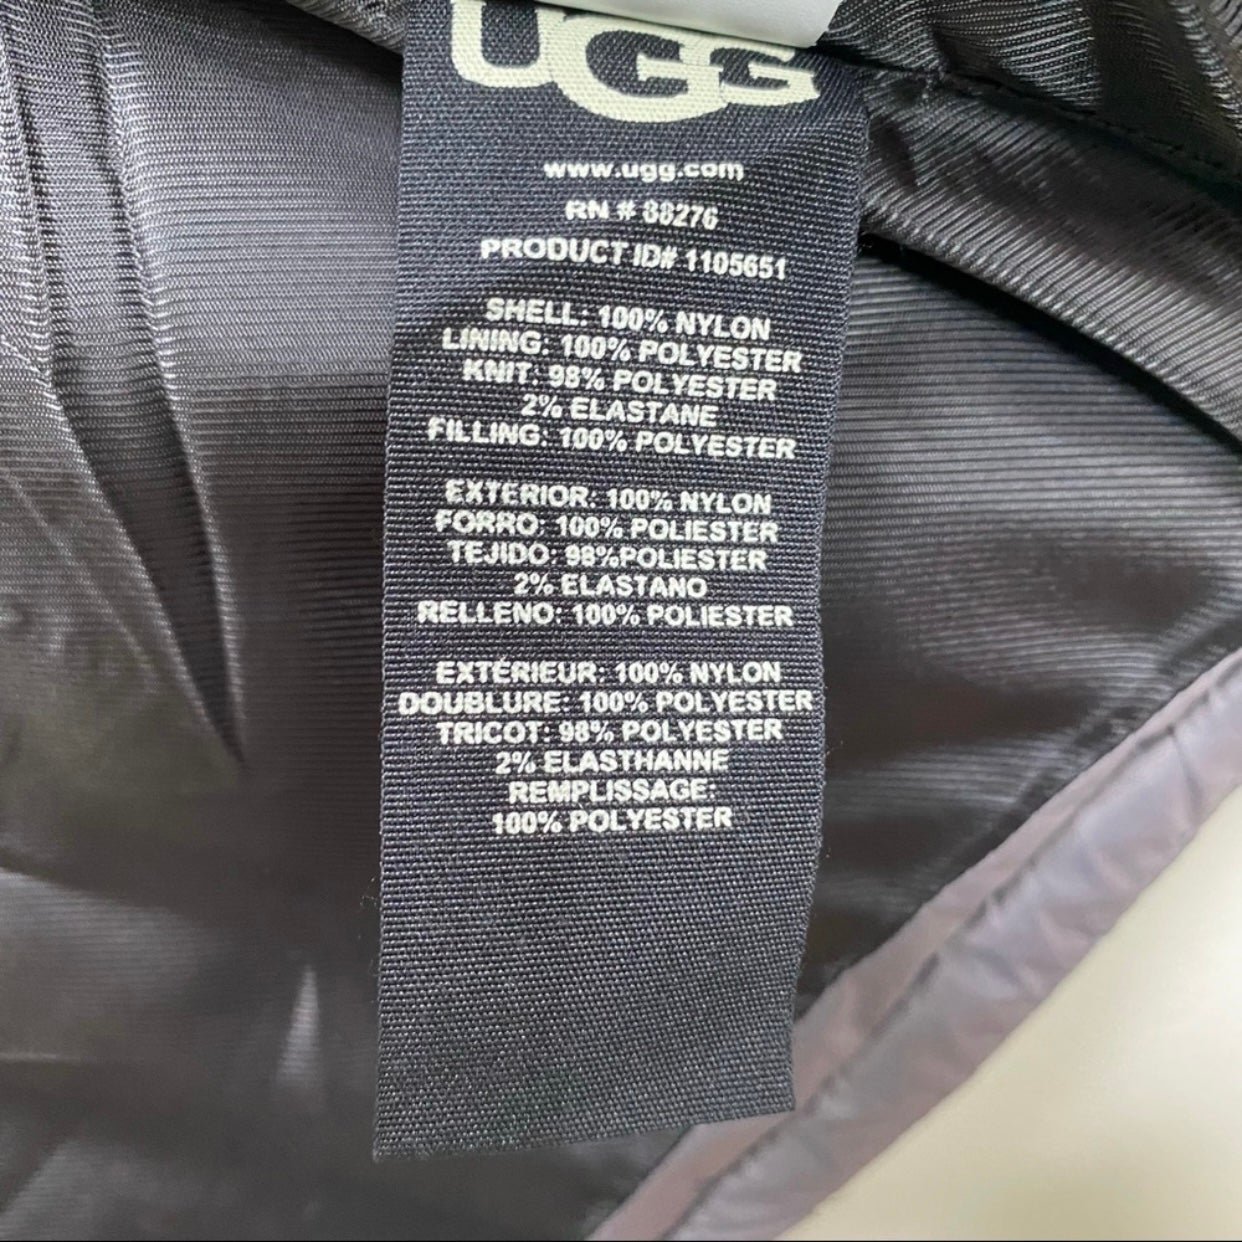 UGG
www.ugg.com
RN # 88276
PRODUCT ID# 1105651
SHELL: 100% NYLON
LINING: 100% POLYESTER
KNIT: 98% POLYESTER
2% ELASTANE
FILLING: 100% POLYESTER
EXTERIOR: 100% NYLON
FORRO: 100% POLIESTER
TEJIDO: 98%POLIESTER
2% ELASTANO
RELLENO: 100% POLIESTER
EXTÉRIEUR: 100% NYLON
DOUBLURE: 100% POLYESTER
TRICOT: 98% POLYESTER
2% ELASTHANNE
REMPLISSAGE:
100% POLYESTER